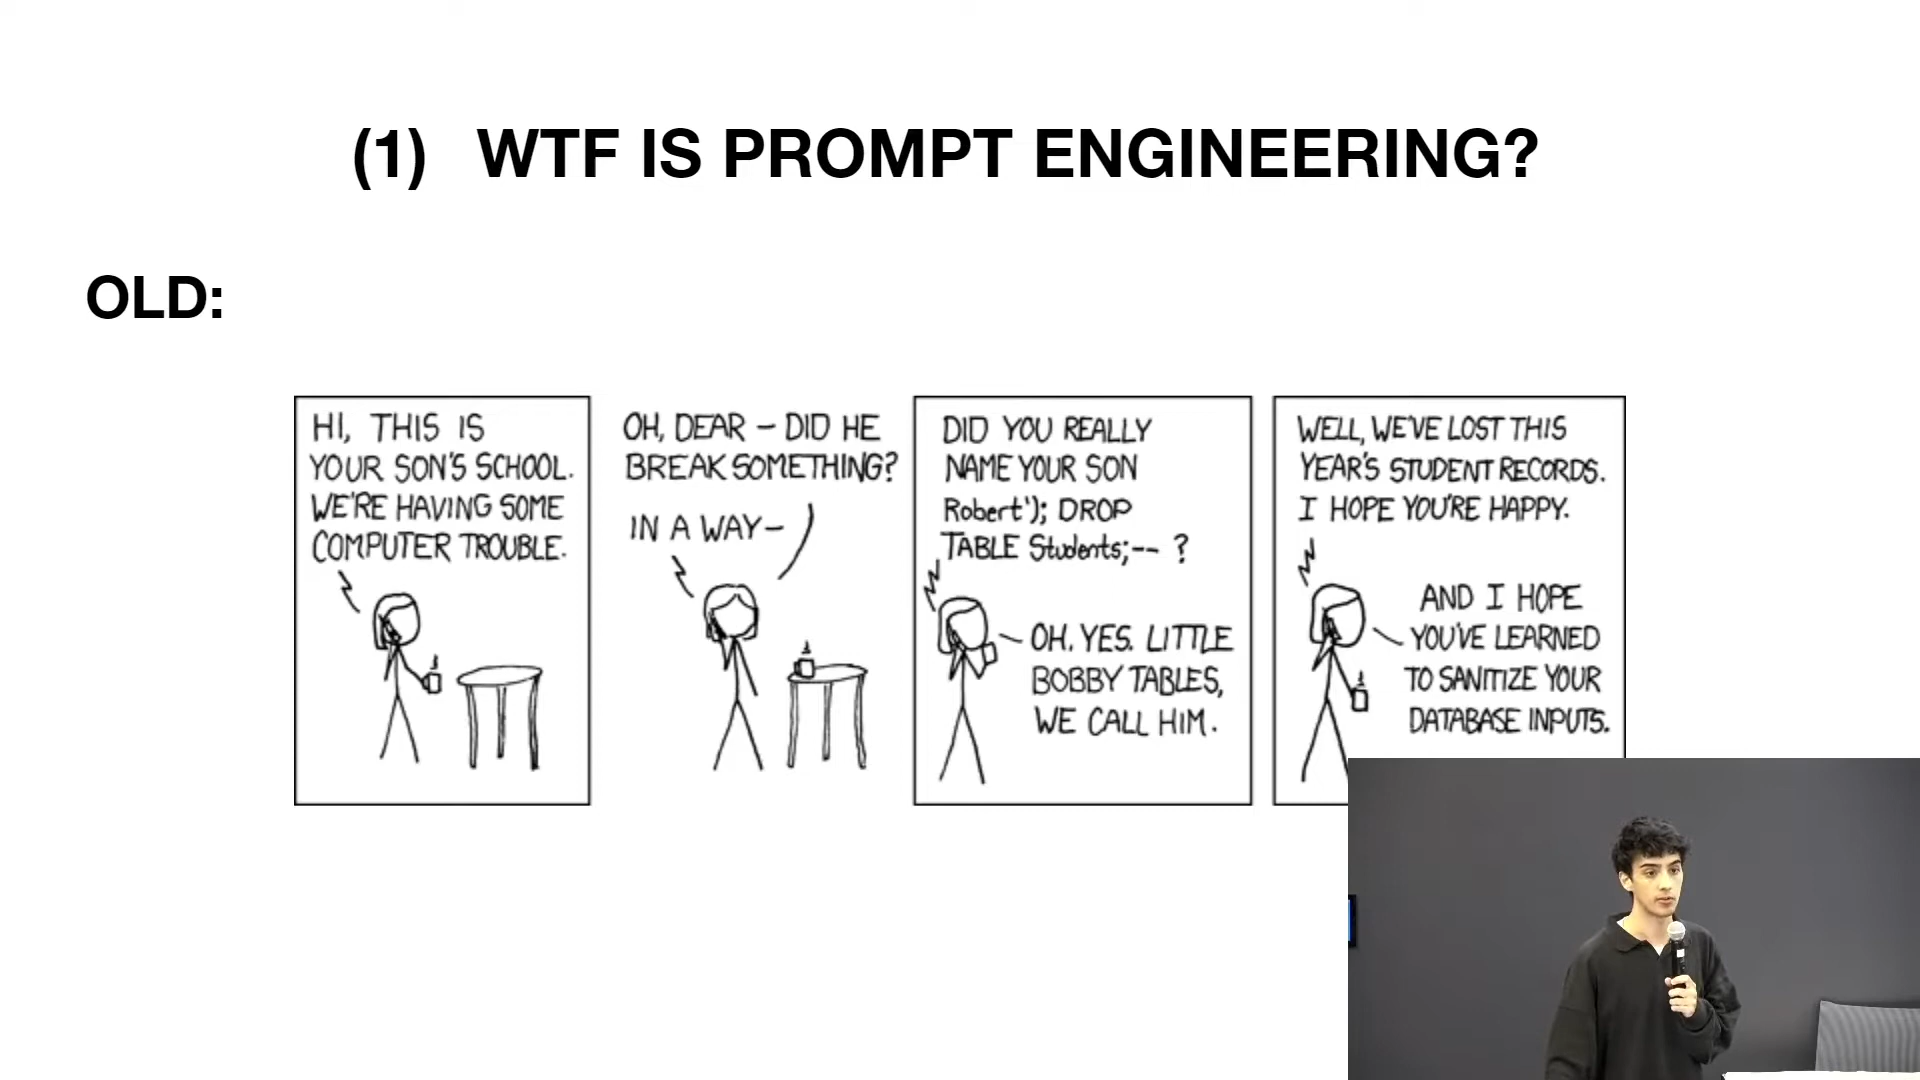 (1) WTF IS PROMPT ENGINEERING?
OLD:
HI, THIS IS
YOUR SON'S SCHOOL.
WE'RE HAVING SOME
COMPUTER TROUBLE.
OH, DEAR – DID HE
BREAK SOMETHING?
IN A WAY–
DID YOU REALLY
NAME YOUR SON
Robert'); DROP
TABLE Students;-- ?
OH. YES. LITTLE
BOBBY TABLES,
WE CALL HIM.
WELL, WE'VE LOST THIS
YEAR'S STUDENT RECORDS.
I HOPE YOU'RE HAPPY.
AND I HOPE
YOU'VE LEARNED
TO SANITIZE YOUR
DATABASE INPUTS.